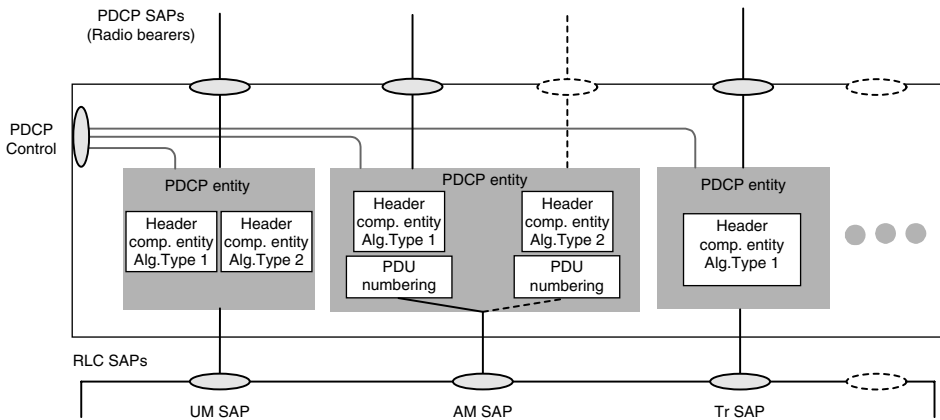 PDCP SAPs
(Radio bearers)
PDCP
Control
PDCP entity
Header
comp. entity
Alg.Type 1
Header
comp. entity
Alg.Type 2
PDCP entity
Header
comp. entity
Alg.Type 1
PDU
numbering
Header
comp. entity
Alg.Type 2
PDU
numbering
PDCP entity
Header
comp. entity
Alg.Type 1
RLC SAPs
UM SAP
AM SAP
Tr SAP